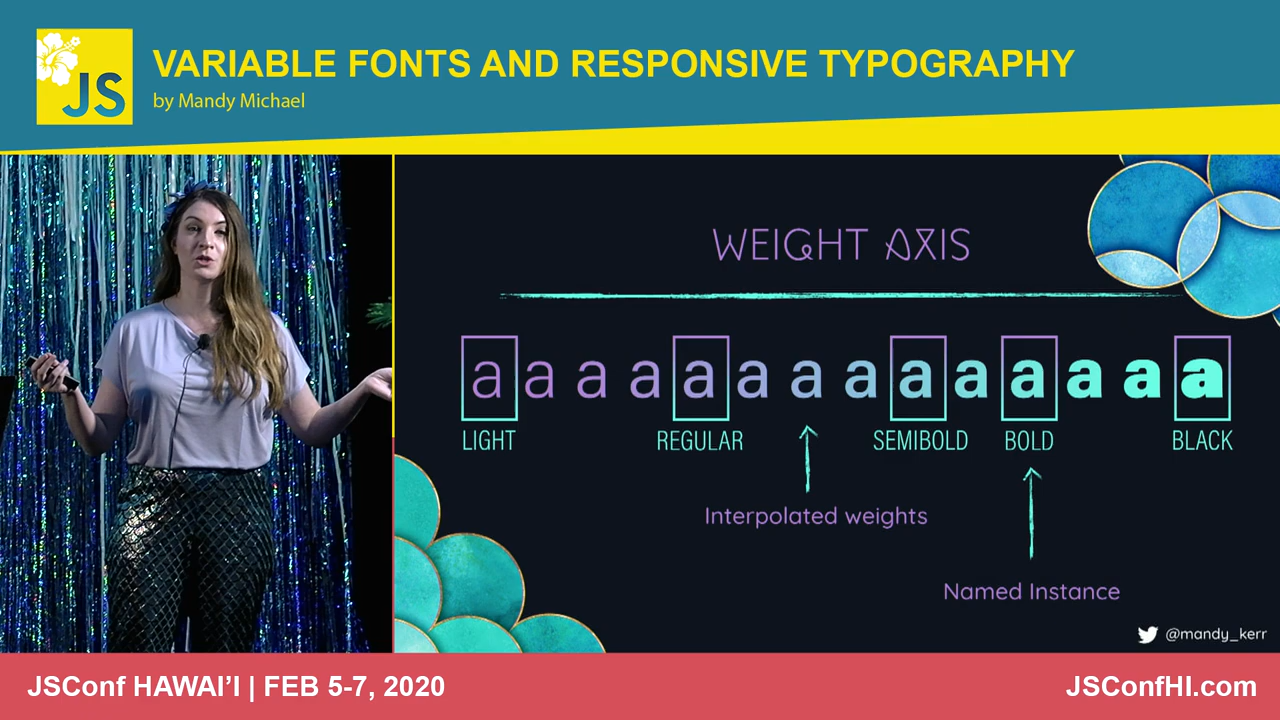 JS
VARIABLE FONTS AND RESPONSIVE TYPOGRAPHY
by Mandy Michael
WEIGHT AXIS
a a a a a a a a a a a a a a
LIGHT REGULAR SEMIBOLD BOLD BLACK
Interpolated weights
Named Instance
@mandy_kerr
JSConf HAWAI’I | FEB 5-7, 2020
JSConfHI.com